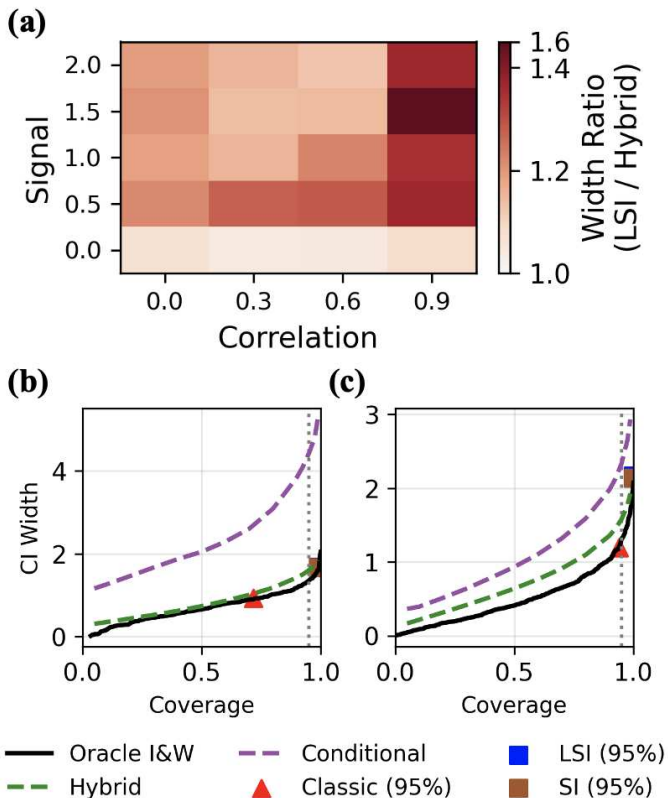 (a)
2.0
1.5
1.0
0.5
0.0
Signal
0.0 0.3 0.6 0.9
Correlation
1.6
1.4
1.2
1.0
Width Ratio
(LSI / Hybrid)
(b)
4
2
0
CI Width
0.0 0.5 1.0
Coverage
(c)
3
2
1
0
0.0 0.5 1.0
Coverage
Oracle I&W Conditional LSI (95%)
Hybrid Classic (95%) SI (95%)